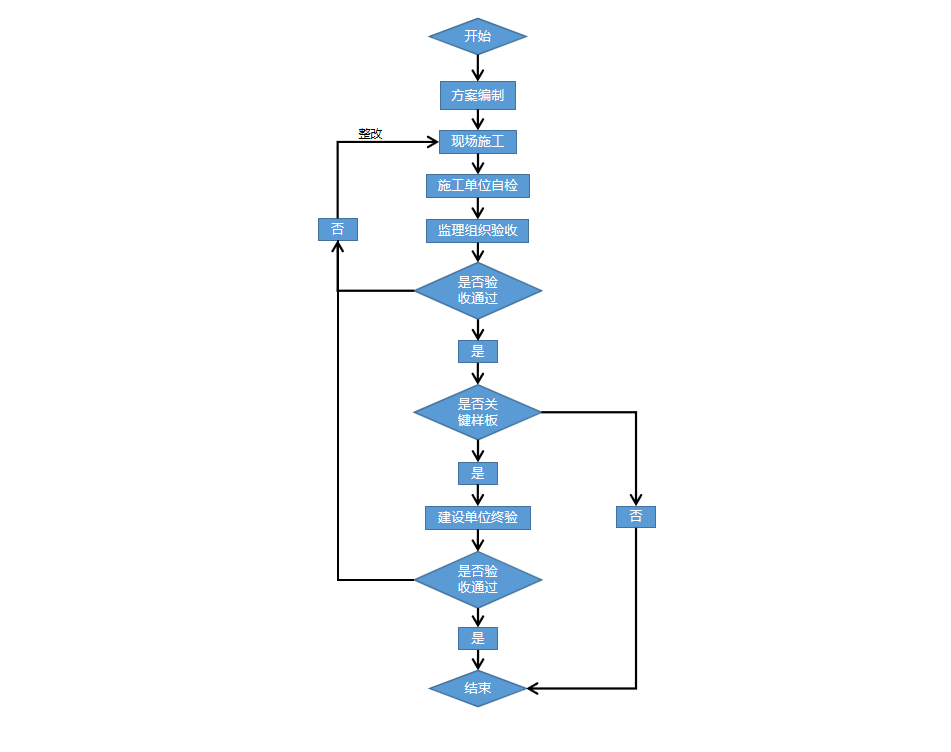 开始
方案编制
整改
现场施工
施工单位自检
否
监理组织验收
是否验
收通过
是
是否关
键样板
是
建设单位终验
否
是否验
收通过
是
结束